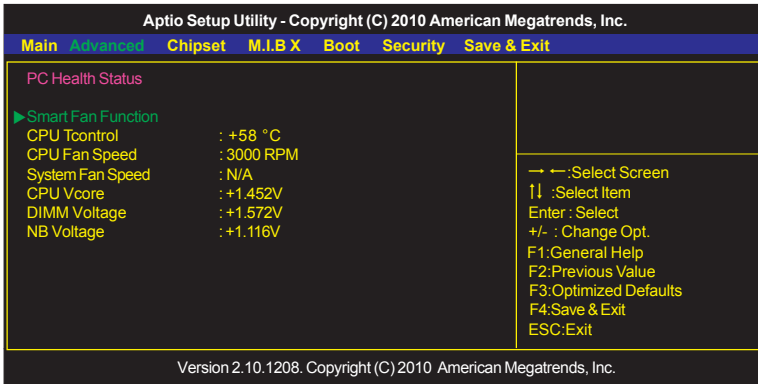 Aptio Setup Utility - Copyright (C) 2010 American Megatrends, Inc.
Main Advanced Chipset M.I.B X Boot Security Save & Exit
PC Health Status
▶Smart Fan Function
CPU Tcontrol : +58 °C
CPU Fan Speed : 3000 RPM
System Fan Speed : N/A
CPU Vcore : +1.452V
DIMM Voltage : +1.572V
NB Voltage : +1.116V
→ ←:Select Screen
↑↓ :Select Item
Enter : Select
+/- : Change Opt.
F1:General Help
F2:Previous Value
F3:Optimized Defaults
F4:Save & Exit
ESC:Exit
Version 2.10.1208. Copyright (C) 2010 American Megatrends, Inc.